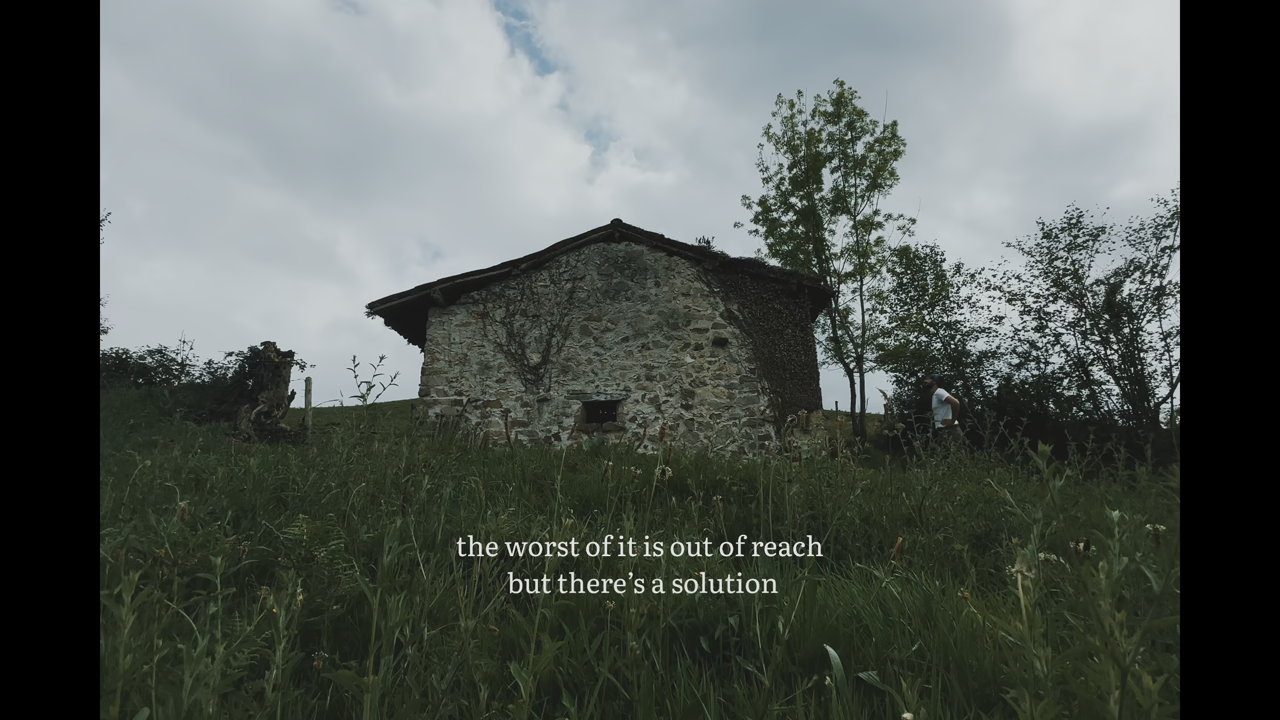 the worst of it is out of reach
but there’s a solution